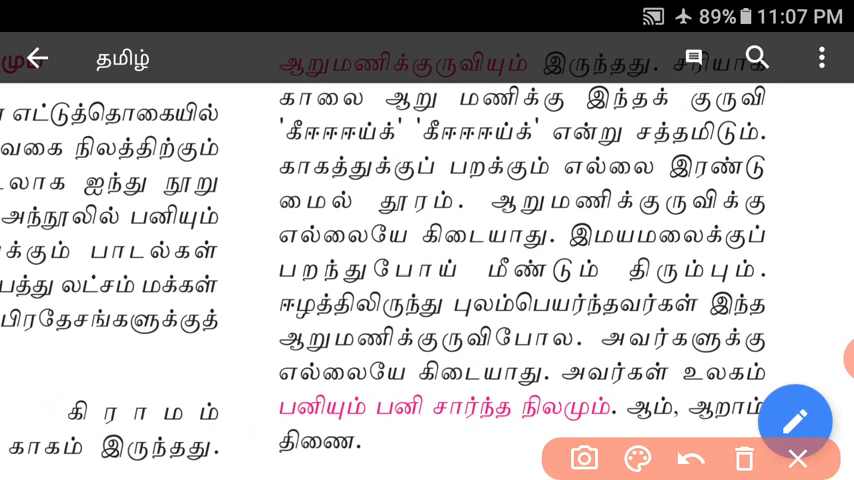 89% 11:07 PM
தமிழ்
எட்டுத்தொகையில்
வகை நிலத்திற்கும்
டலாக ஐந்து நூறு
அந்நூலில் பனியும்
க்கும் பாடல்கள்
பத்து லட்சம் மக்கள்
பிரதேசங்களுக்குத்
கிராமம்
காகம் இருந்தது.
ஆறுமணிக்குருவியும் இருந்தது. சரியாக
காலை ஆறு மணிக்கு இந்தக் குருவி
'கீஈஈஈய்க்' 'கீஈஈஈய்க்' என்று சத்தமிடும்.
காகத்துக்குப் பறக்கும் எல்லை இரண்டு
மைல் தூரம். ஆறுமணிக்குருவிக்கு
எல்லையே கிடையாது. இமயமலைக்குப்
பறந்துபோய் மீண்டும் திரும்பும்.
ஈழத்திலிருந்து புலம்பெயர்ந்தவர்கள் இந்த
ஆறுமணிக்குருவிபோல. அவர்களுக்கு
எல்லையே கிடையாது. அவர்கள் உலகம்
பனியும் பனி சார்ந்த நிலமும். ஆம், ஆறாம்
திணை.